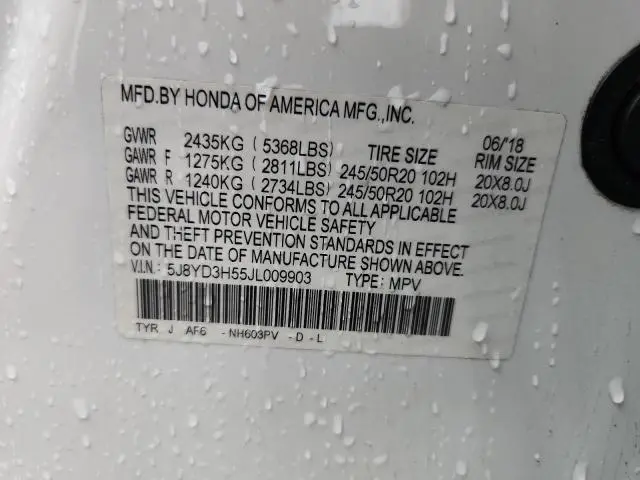 MFD.BY HONDA OF AMERICA MFG.,INC.
06/'18
GVWR 2435KG ( 5368LBS) TIRE SIZE RIM SIZE
GAWR F 1275KG ( 2811LBS) 245/50R20 102H 20X8.0J
GAWR R 1240KG ( 2734LBS) 245/50R20 102H 20X8.0J
THIS VEHICLE CONFORMS TO ALL APPLICABLE
FEDERAL MOTOR VEHICLE SAFETY
AND THEFT PREVENTION STANDARDS IN EFFECT
ON THE DATE OF MANUFACTURE SHOWN ABOVE.
V.I.N.: 5J8YD3H55JL009903 TYPE: MPV
TYR J AF6 -NH603PV -D-L